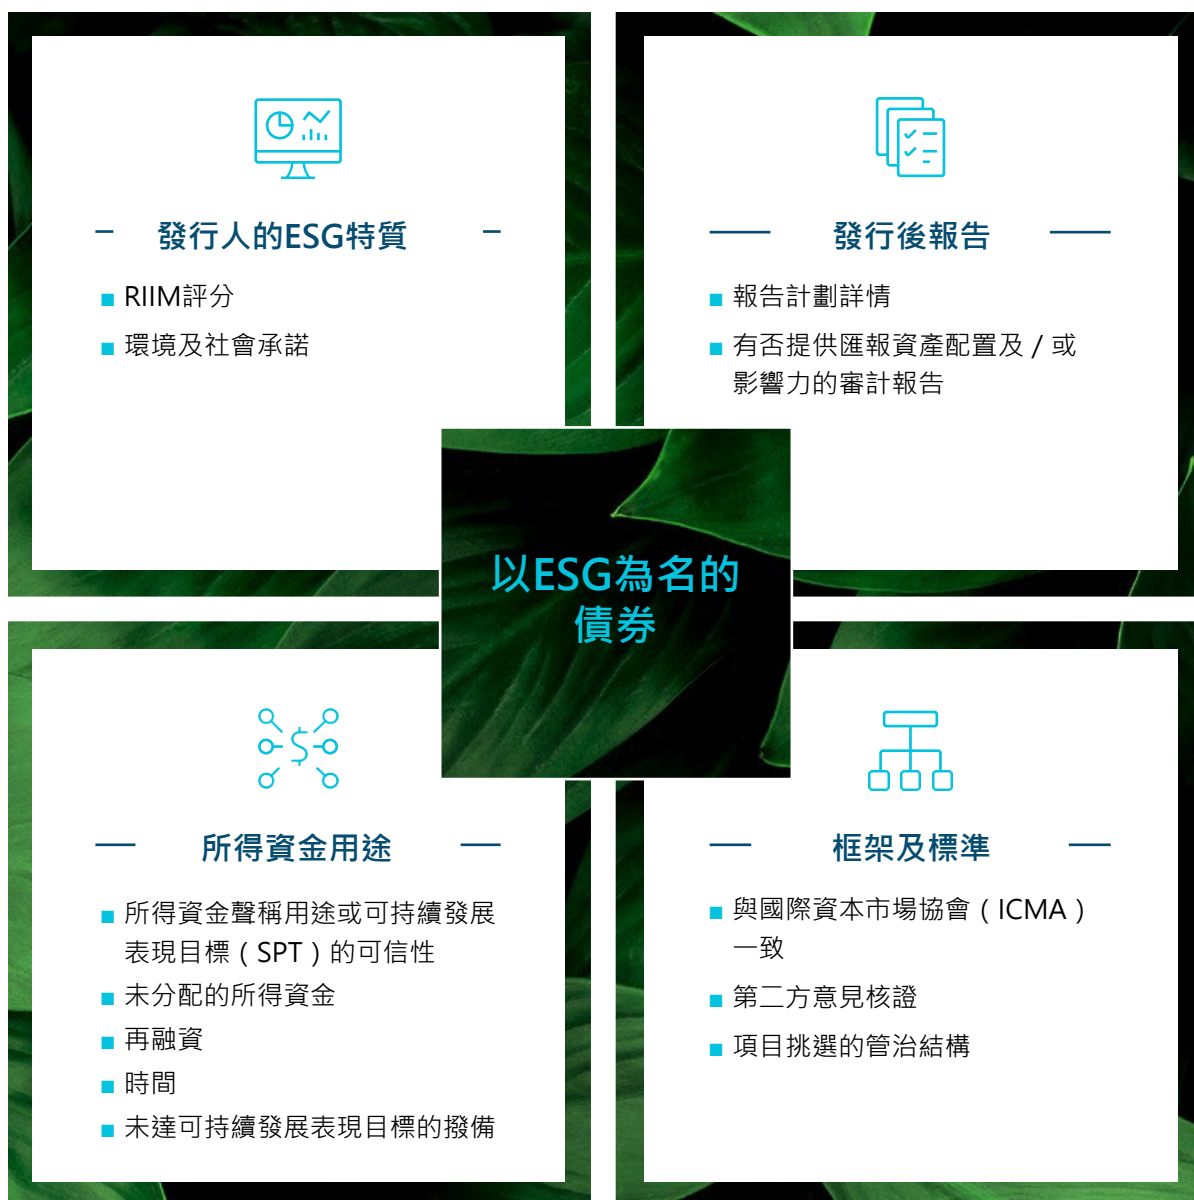 發行人的ESG特質
■ RIIM評分
■ 環境及社會承諾
發行後報告
■ 報告計劃詳情
■ 有否提供匯報資產配置及 / 或
影響力的審計報告
以ESG為名的
債券
所得資金用途
■ 所得資金聲稱用途或可持續發展
表現目標(SPT)的可信性
■ 未分配的所得資金
■ 再融資
■ 時間
■ 未達可持續發展表現目標的撥備
框架及標準
■ 與國際資本市場協會(ICMA)
一致
■ 第二方意見核證
■ 項目挑選的管治結構